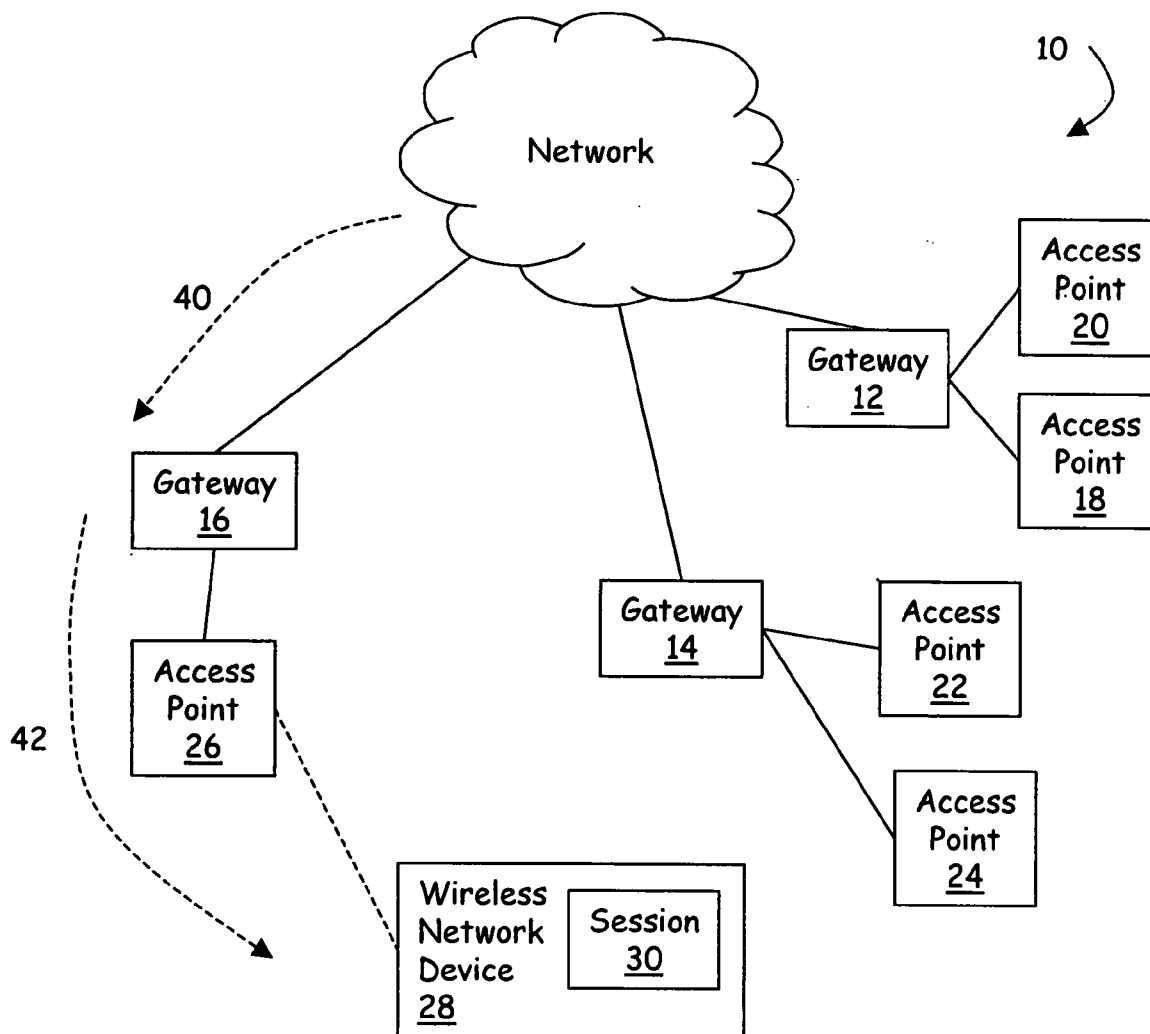 10
Network
Access
Point
20
40
Gateway
12
Access
Point
18
Gateway
16
Gateway
14
Access
Point
22
Access
Point
26
42
Access
Point
24
Wireless
Network
Device
28
Session
30